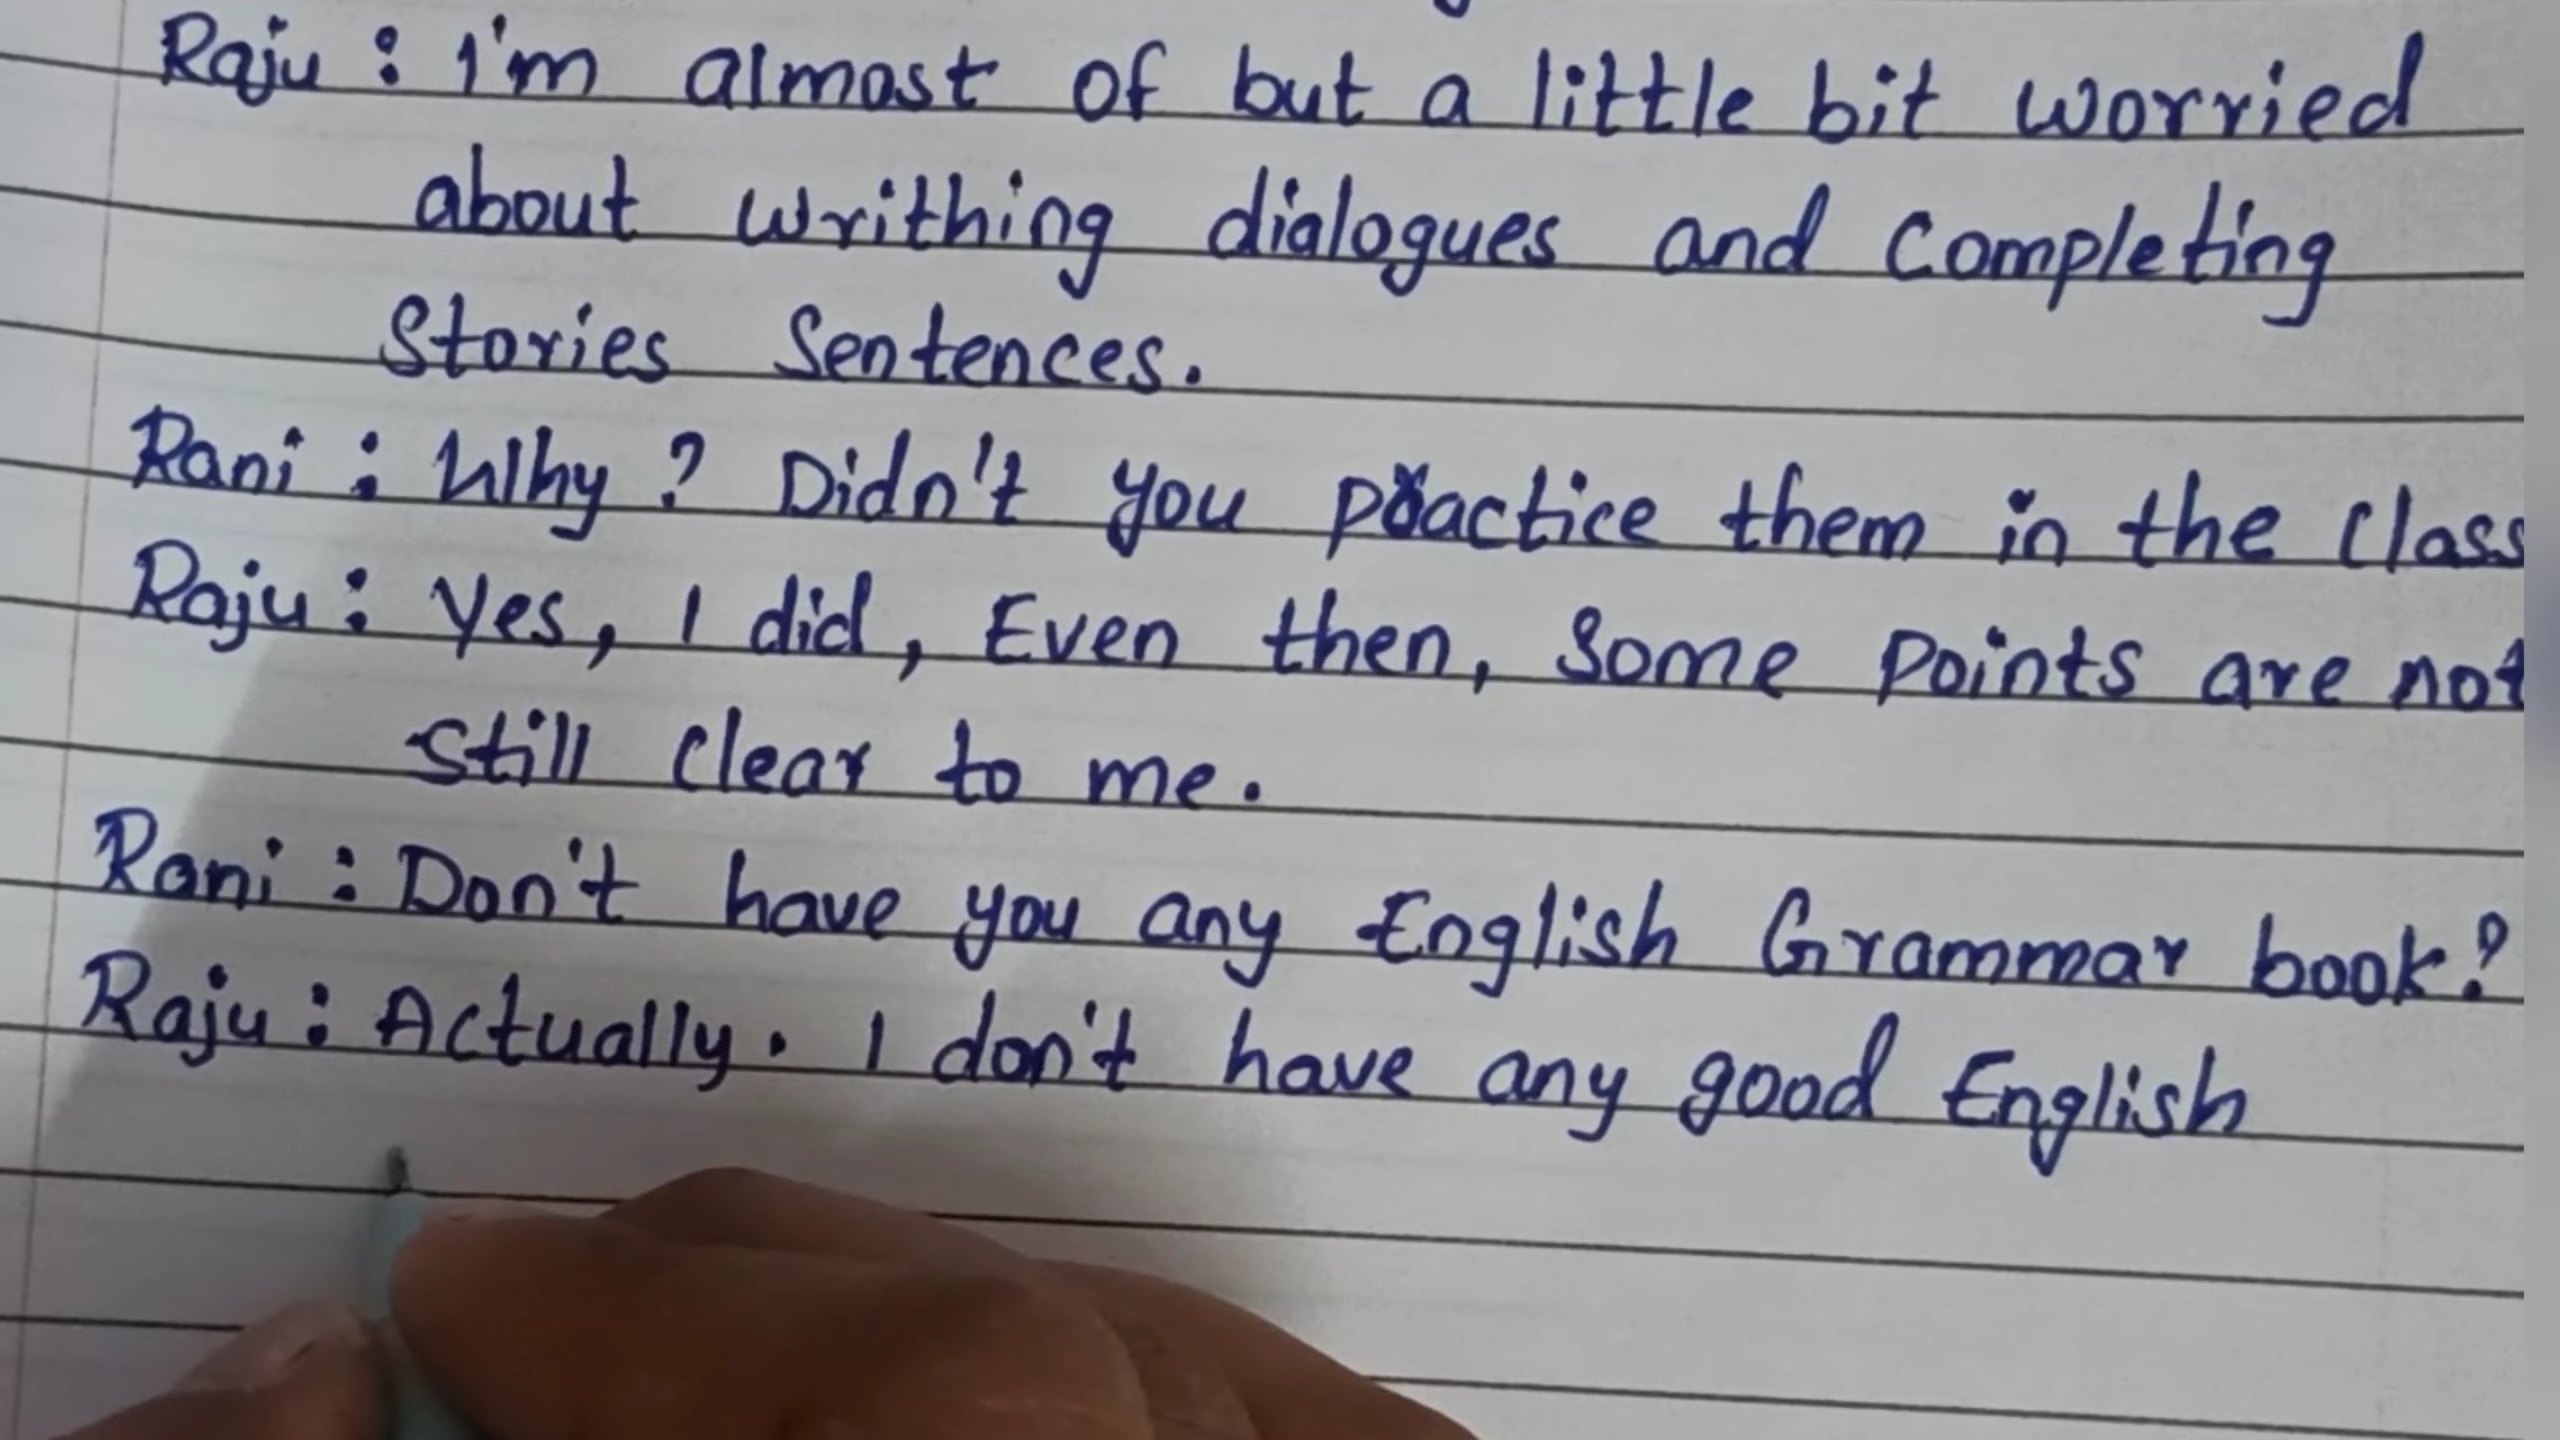 Raju : I'm almost of but a little bit worried
about writhing dialogues and completing
Stories Sentences.
Rani : Why ? Didn't you practice them in the class
Raju : Yes, I did, Even then, Some points are not
still clear to me.
Rani : Don't have you any English Grammar book?
Raju : Actually. I don't have any good English